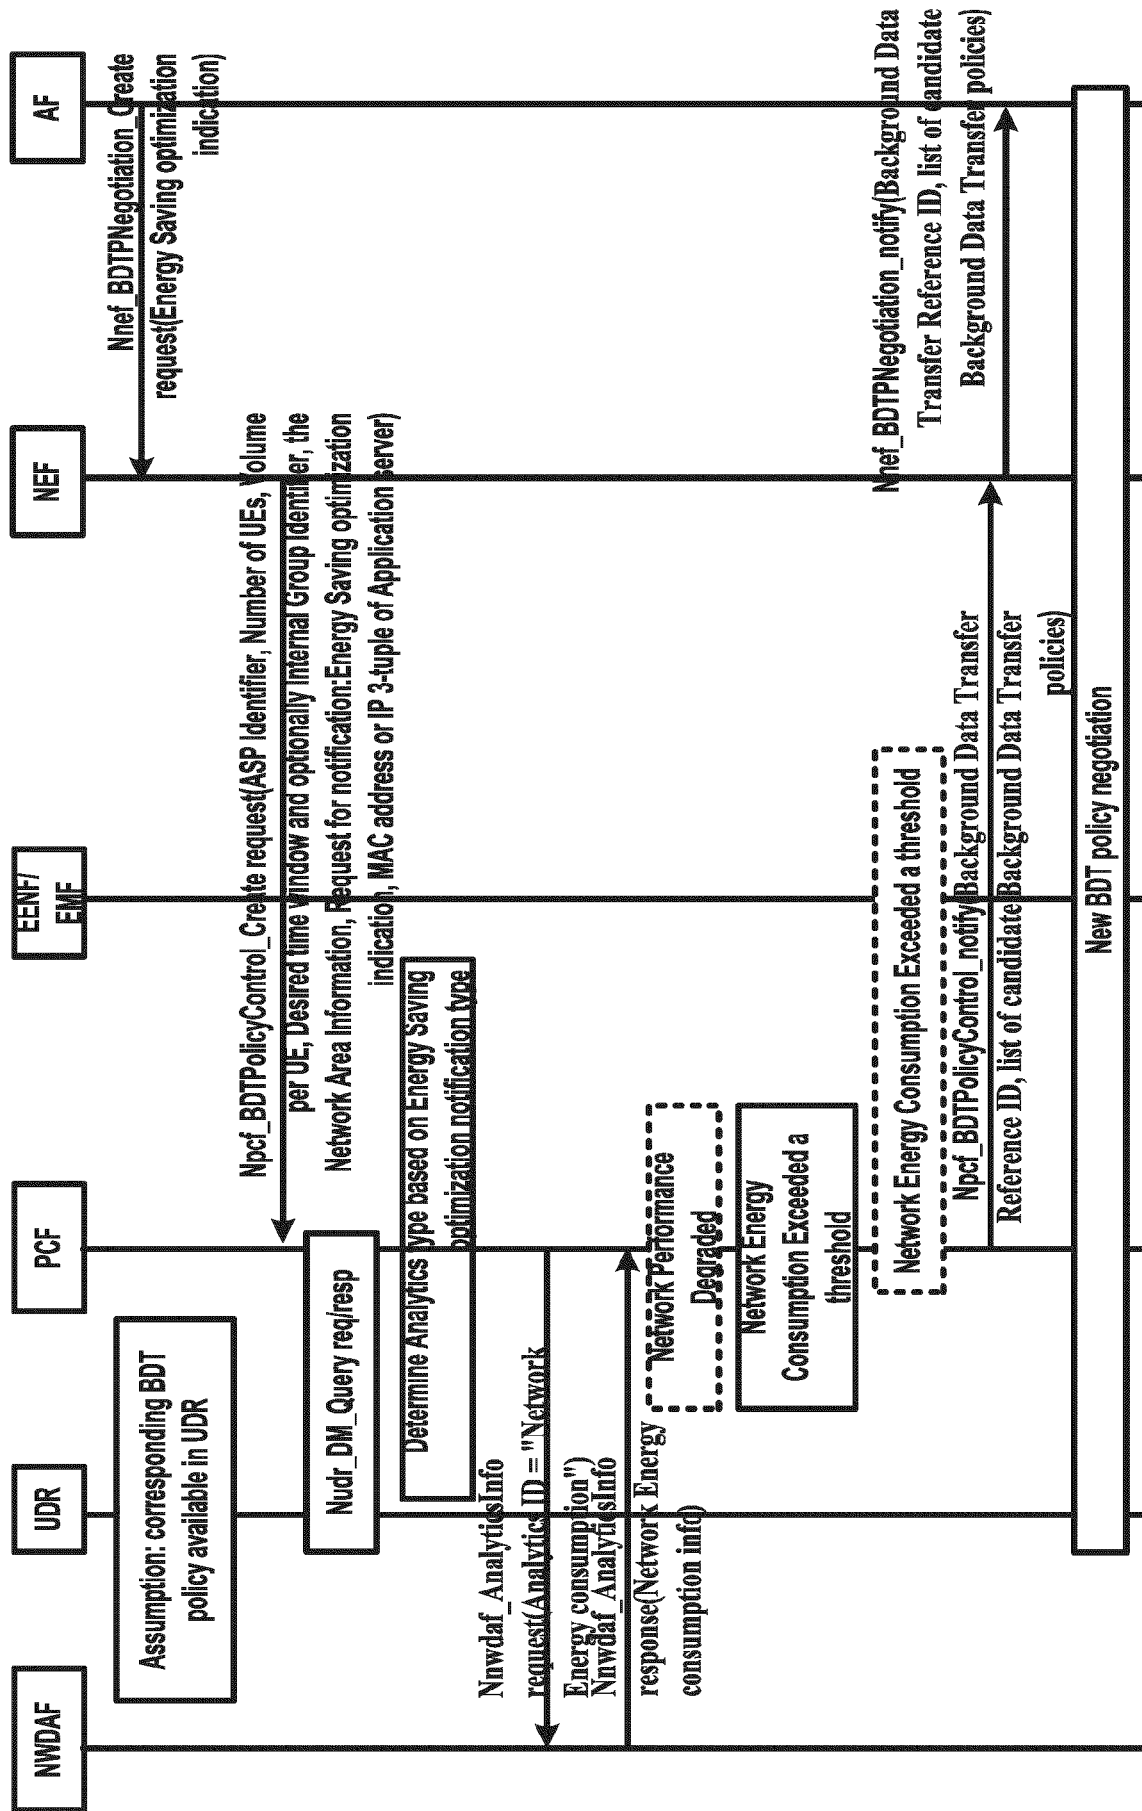 NWDAF
UDR
PCF
EENF/
EMF
NEF
AF
Nnef_BDTPNegotiation_Create
request(Energy Saving optimization
indication)
Assumption: corresponding BDT
policy available in UDR
Npcf_BDTPolicyControl_Create request(ASP Identifier, Number of UEs, Volume
per UE, Desired time window and optionally Internal Group Identifier, the
Network Area Information, Request for notification:Energy Saving optimization
indication, MAC address or IP 3-tuple of Application server)
Nudr_DM_Query req/resp
Determine Analytics type based on Energy Saving
optimization notification type
Nnwdaf_AnalyticsInfo
request(Analytics ID = "Network
Energy consumption")
Nnwdaf_AnalyticsInfo
response(Network Energy
consumption info)
Network Performance
Degraded
Network Energy
Consumption Exceeded a
threshold
Network Energy Consumption Exceeded a threshold
Npcf_BDTPolicyControl_notify(Background Data Transfer
Reference ID, list of candidate Background Data Transfer
policies)
Nnef_BDTPNegotiation_notify(Background Data
Transfer Reference ID, list of candidate
Background Data Transfer policies)
New BDT policy negotiation